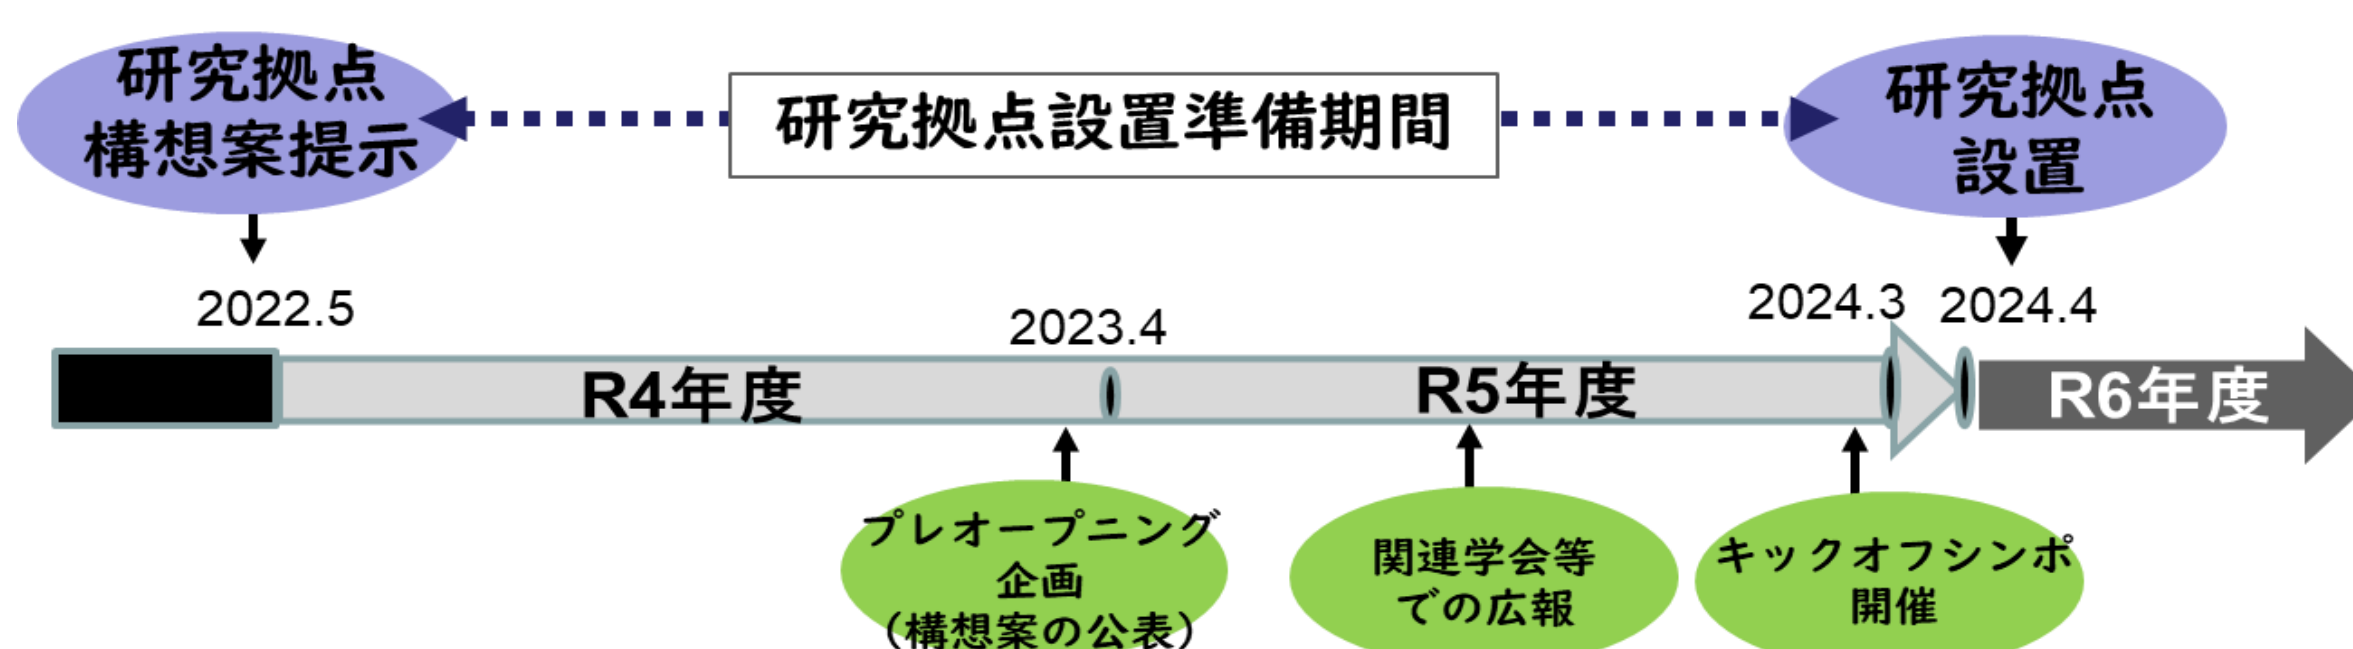 研究拠点
構想案提示
研究拠点設置準備期間
研究拠点
設置
2022.5
2023.4
2024.3
2024.4
R4年度
R5年度
R6年度
プレオープニング
企画
（構想案の公表）
関連学会等
での広報
キックオフシンポ
開催